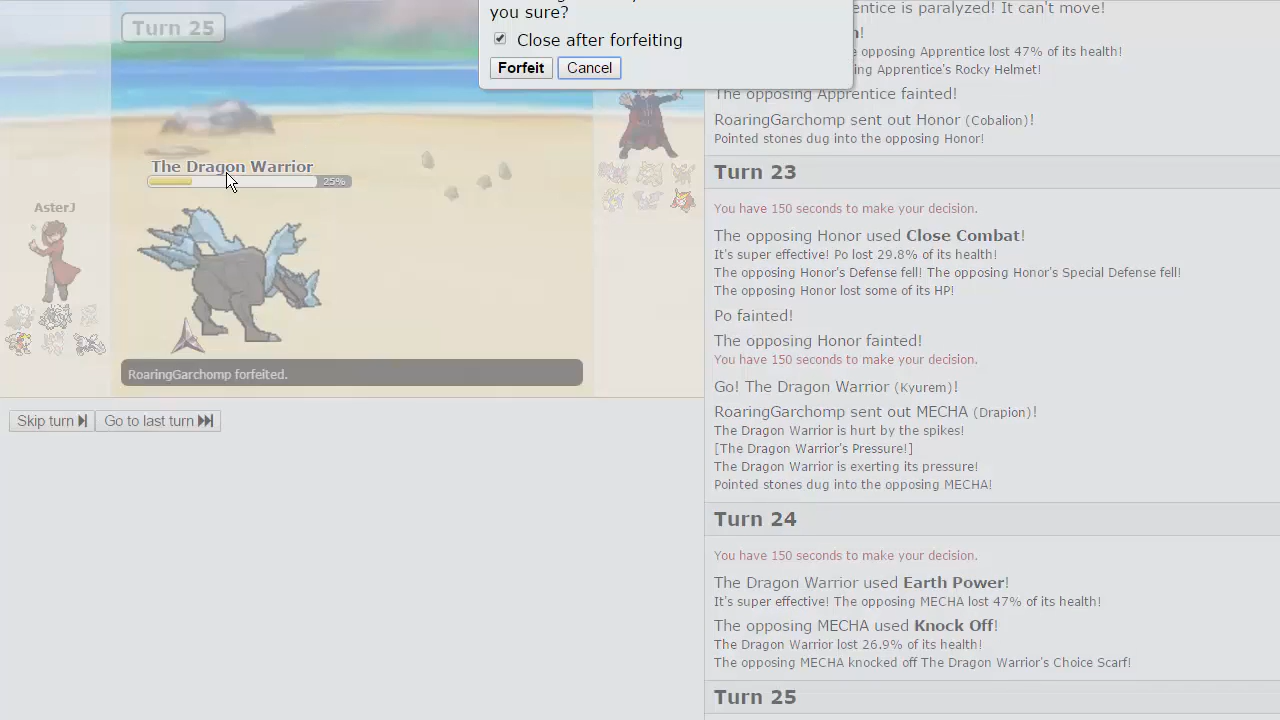 Turn 25
you sure?
Close after forfeiting
Forfeit Cancel
The Dragon Warrior
25%
AsterJ
RoaringGarchomp forfeited.
Skip turn Go to last turn
is paralyzed! It can't move!
opposing Apprentice lost 47% of its health!
Apprentice's Rocky Helmet!
The opposing Apprentice fainted!
RoaringGarchomp sent out Honor (Cobalion)!
Pointed stones dug into the opposing Honor!
Turn 23
You have 150 seconds to make your decision.
The opposing Honor used Close Combat!
It's super effective! Po lost 29.8% of its health!
The opposing Honor's Defense fell! The opposing Honor's Special Defense fell!
The opposing Honor lost some of its HP!
Po fainted!
The opposing Honor fainted!
You have 150 seconds to make your decision.
Go! The Dragon Warrior (Kyurem)!
RoaringGarchomp sent out MECHA (Drapion)!
The Dragon Warrior is hurt by the spikes!
[The Dragon Warrior's Pressure!]
The Dragon Warrior is exerting its pressure!
Pointed stones dug into the opposing MECHA!
Turn 24
You have 150 seconds to make your decision.
The Dragon Warrior used Earth Power!
It's super effective! The opposing MECHA lost 47% of its health!
The opposing MECHA used Knock Off!
The Dragon Warrior lost 26.9% of its health!
The opposing MECHA knocked off The Dragon Warrior's Choice Scarf!
Turn 25